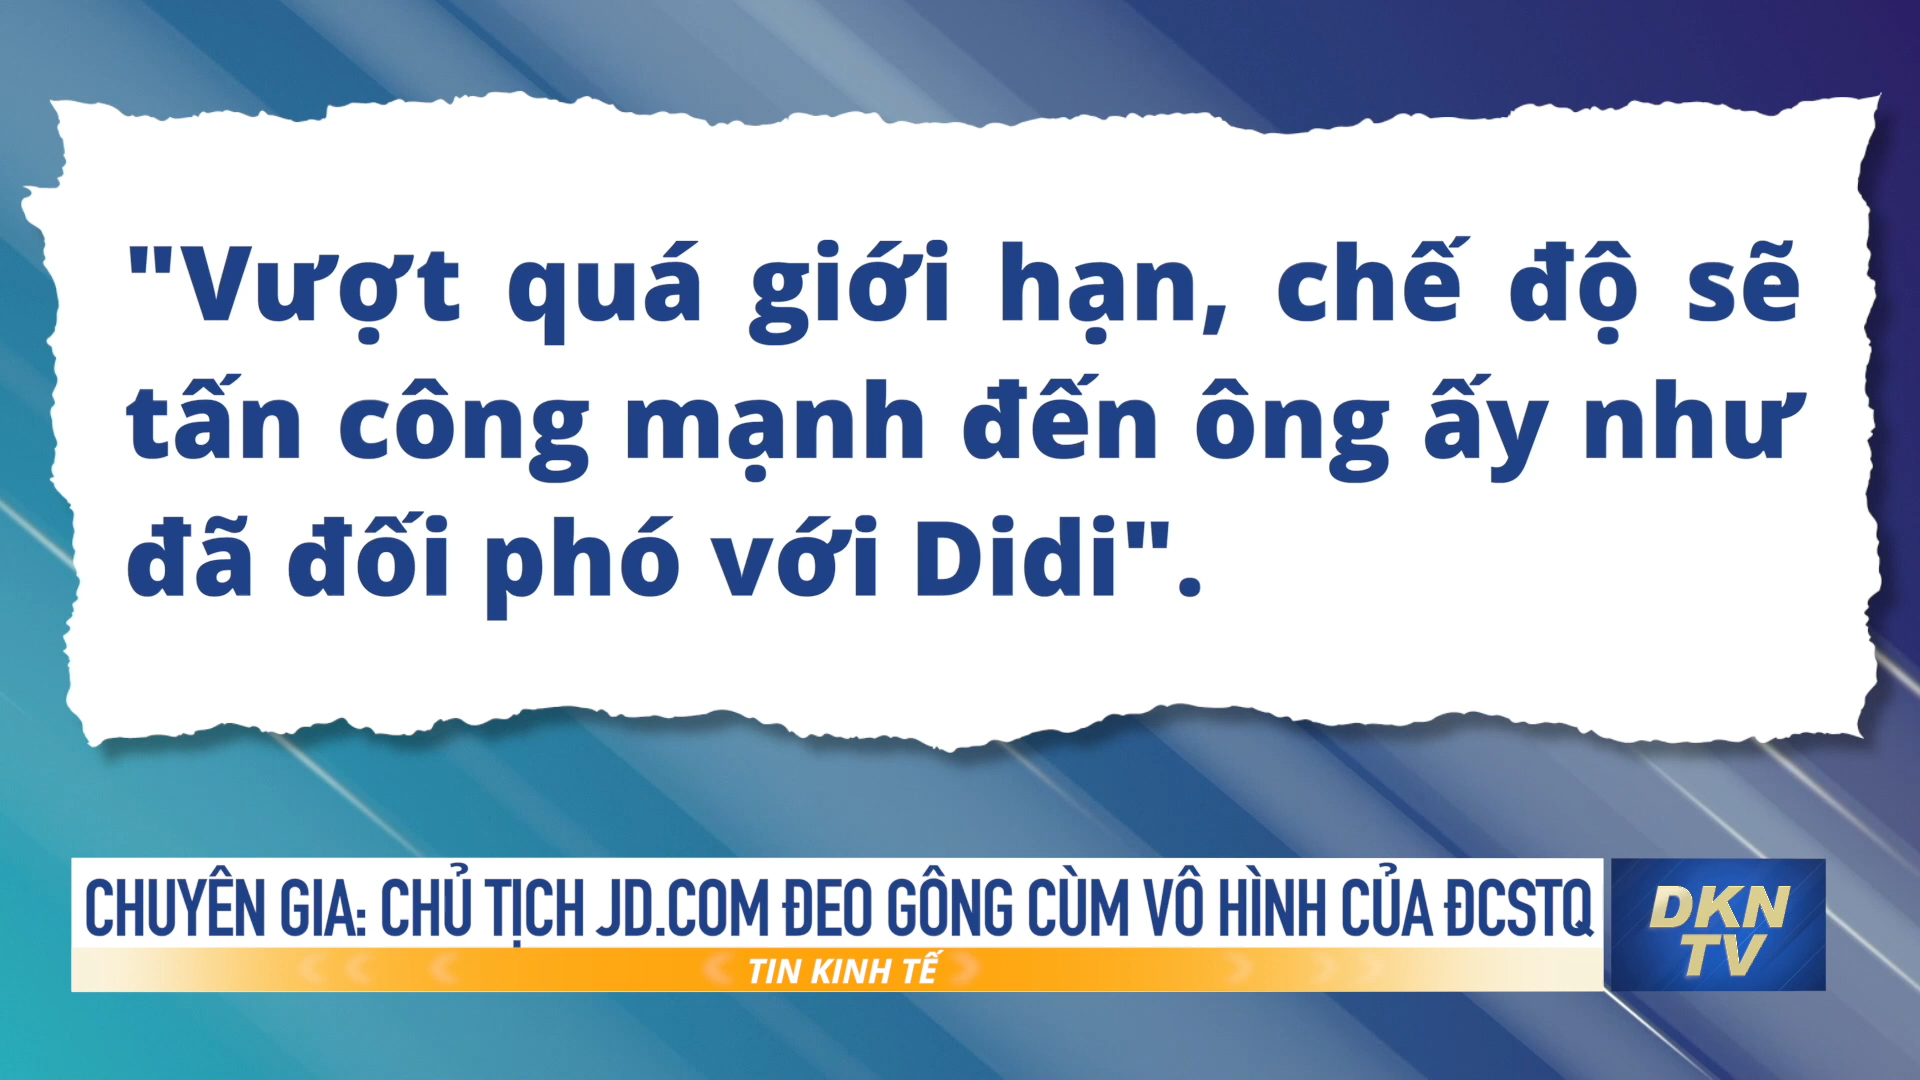 "Vượt quá giới hạn, chế độ sẽ
tấn công mạnh đến ông ấy như
đã đối phó với Didi".
CHUYÊN GIA: CHỦ TỊCH JD.COM ĐEO GÔNG CÙM VÔ HÌNH CỦA ĐCSTQ
TIN KINH TẾ
DKN
TV